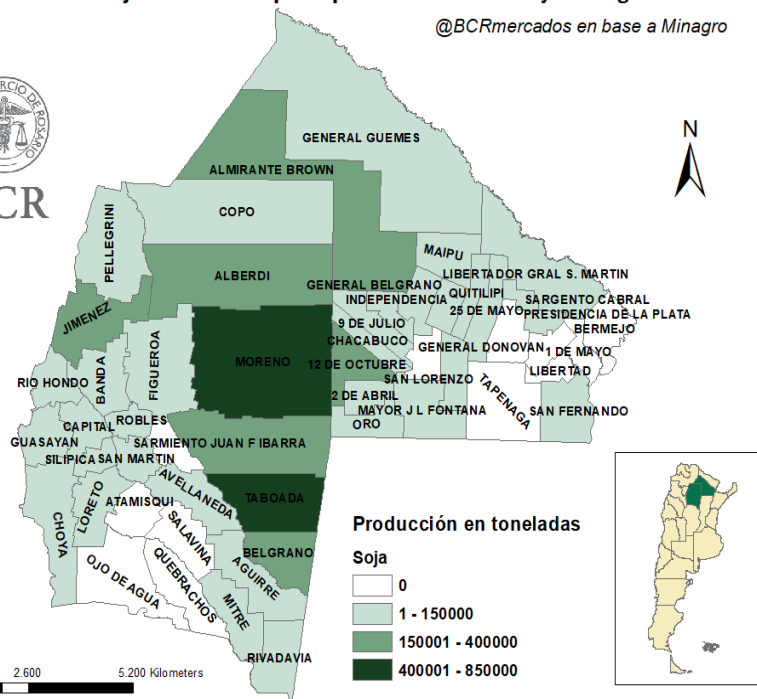 @BCRmercados en base a Minagro
CR
N
GENERAL GUEMES
ALMIRANTE BROWN
COPO
PELLEGRINI
MAIPU
ALBERDI
LIBERTADOR GRAL S. MARTIN
GENERAL BELGRANO
QUITILIPI
INDEPENDENCIA
SARGENTO CABRAL
25 DE MAYO
PRESIDENCIA DE LA PLATA
JIMENEZ
9 DE JULIO
BERMEJO
CHACABUCO
GENERAL DONOVAN
1 DE MAYO
MORENO
12 DE OCTUBRE
LIBERTAD
FIGUEROA
BANDA
RIO HONDO
SAN LORENZO
TAPENAGA
2 DE ABRIL
MAYOR J L FONTANA
SAN FERNANDO
ORO
ROBLES
CAPITAL
GUASAYAN
SARMIENTO
JUAN F IBARRA
SILIPICA
SAN MARTIN
AVELLANEDA
TABOADA
ATAMISQUI
LORETO
CHOYA
SALAVINA
BELGRANO
AGUIRRE
OJO DE AGUA
QUEBRACHOS
MITRE
RIVADAVIA
Producción en toneladas
Soja
0
1 - 150000
150001 - 400000
400001 - 850000
2.600
5.200 Kilometers